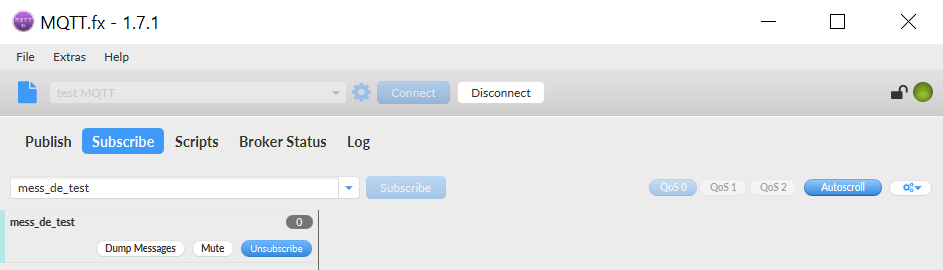 MQTT.fx - 1.7.1
File Extras Help
test MQTT Connect Disconnect
Publish Subscribe Scripts Broker Status Log
mess_de_test Subscribe QoS 0 QoS 1 QoS 2 Autoscroll
mess_de_test 0
Dump Messages Mute Unsubscribe